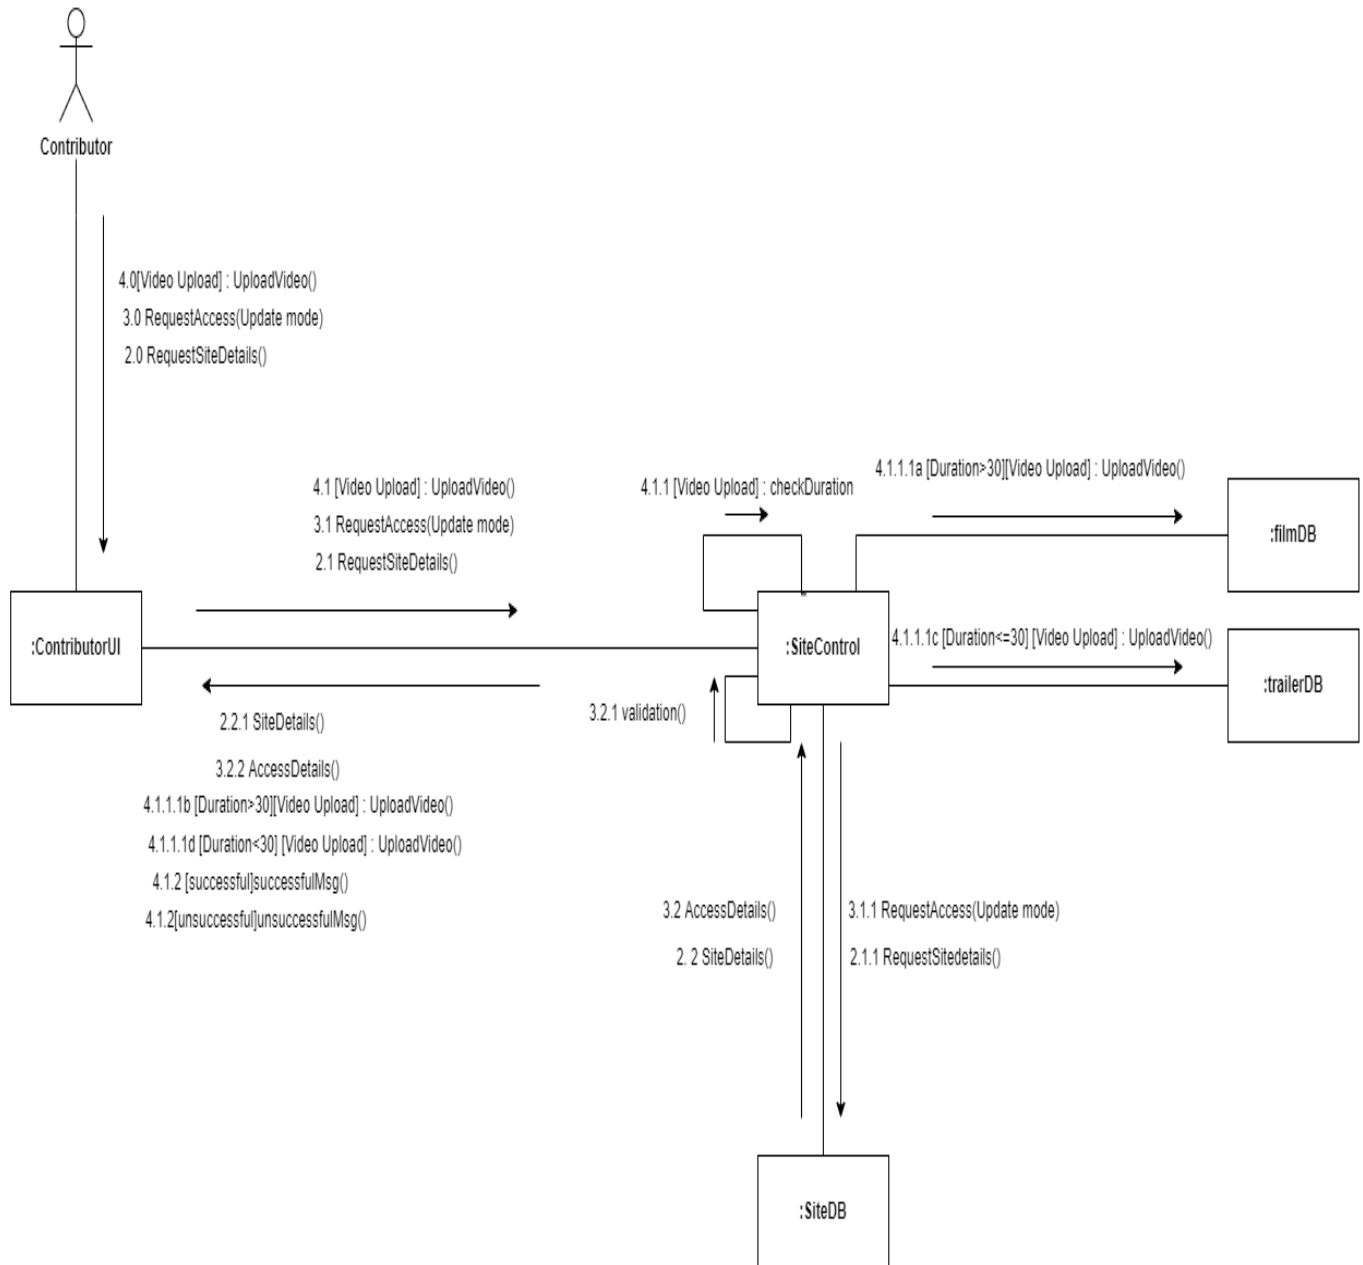 Contributor
4.0[Video Upload] : UploadVideo()
3.0 RequestAccess(Update mode)
2.0 RequestSiteDetails()
4.1 [Video Upload] : UploadVideo()
3.1 RequestAccess(Update mode)
2.1 RequestSiteDetails()
4.1.1 [Video Upload] : checkDuration
4.1.1.1a [Duration>30][Video Upload] : UploadVideo()
:filmDB
:ContributorUI
:SiteControl
4.1.1.1c [Duration<=30] [Video Upload] : UploadVideo()
:trailerDB
2.2.1 SiteDetails()
3.2.2 AccessDetails()
4.1.1.1b [Duration>30][Video Upload] : UploadVideo()
4.1.1.1d [Duration<30] [Video Upload] : UploadVideo()
4.1.2 [successful]successfulMsg()
4.1.2[unsuccessful]unsuccessfulMsg()
3.2.1 validation()
3.2 AccessDetails()
2. 2 SiteDetails()
3.1.1 RequestAccess(Update mode)
2.1.1 RequestSitedetails()
:SiteDB